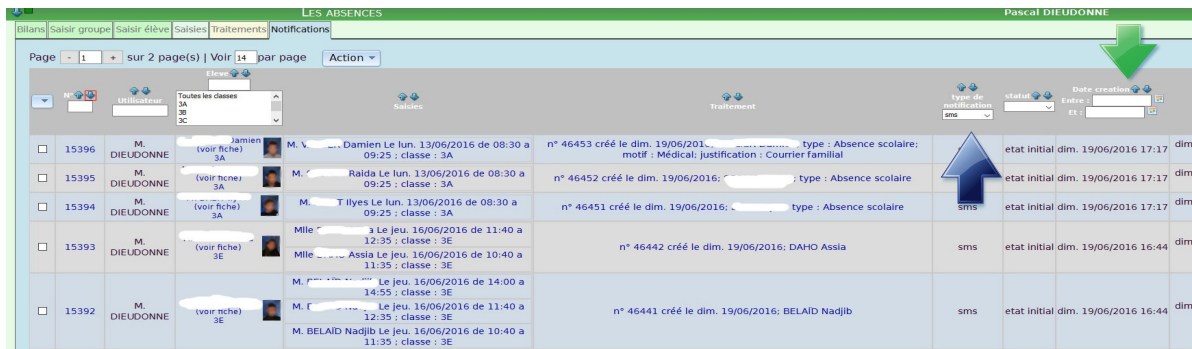 LES ABSENCES
Pascal DIEUDONNE
Bilans Saisir groupe Saisir élève Saisies Traitements Notifications
Page - 1 + sur 2 page(s) | Voir 14 par page Action
N° Utilisateur Eleve Saisies Traitement type de notification statut Date creation
Toutes les classes
3A
3B
3C
sms
Entre :
Et :
15396 M. DIEUDONNE Damien (voir fiche) 3A
M. V Damien Le lun. 13/06/2016 de 08:30 a 09:25 ; classe : 3A
n° 46453 créé le dim. 19/06/2016; type : Absence scolaire; motif : Médical; justification : Courrier familial
etat initial dim. 19/06/2016 17:17 dim
15395 M. DIEUDONNE (voir fiche) 3A
M. Raida Le lun. 13/06/2016 de 08:30 a 09:25 ; classe : 3A
n° 46452 créé le dim. 19/06/2016; ; type : Absence scolaire
etat initial dim. 19/06/2016 17:17 dim
15394 M. DIEUDONNE (voir fiche) 3A
M. T Ilyes Le lun. 13/06/2016 de 08:30 a 09:25 ; classe : 3A
n° 46451 créé le dim. 19/06/2016; type : Absence scolaire
sms etat initial dim. 19/06/2016 17:17 dim
15393 M. DIEUDONNE (voir fiche) 3E
Mlle a Le jeu. 16/06/2016 de 11:40 a 12:35 ; classe : 3E
Mlle Assia Le jeu. 16/06/2016 de 10:40 a 11:35 ; classe : 3E
n° 46442 créé le dim. 19/06/2016; DAHO Assia
sms etat initial dim. 19/06/2016 16:44 dim
15392 M. DIEUDONNE (voir fiche) 3E
M. Le jeu. 16/06/2016 de 14:00 a 14:55 ; classe : 3E
M. Le jeu. 16/06/2016 de 11:40 a 12:35 ; classe : 3E
M. BELAÏD Nadjib Le jeu. 16/06/2016 de 10:40 a 11:35 ; classe : 3E
n° 46441 créé le dim. 19/06/2016; BELAÏD Nadjib
sms etat initial dim. 19/06/2016 16:44 dim